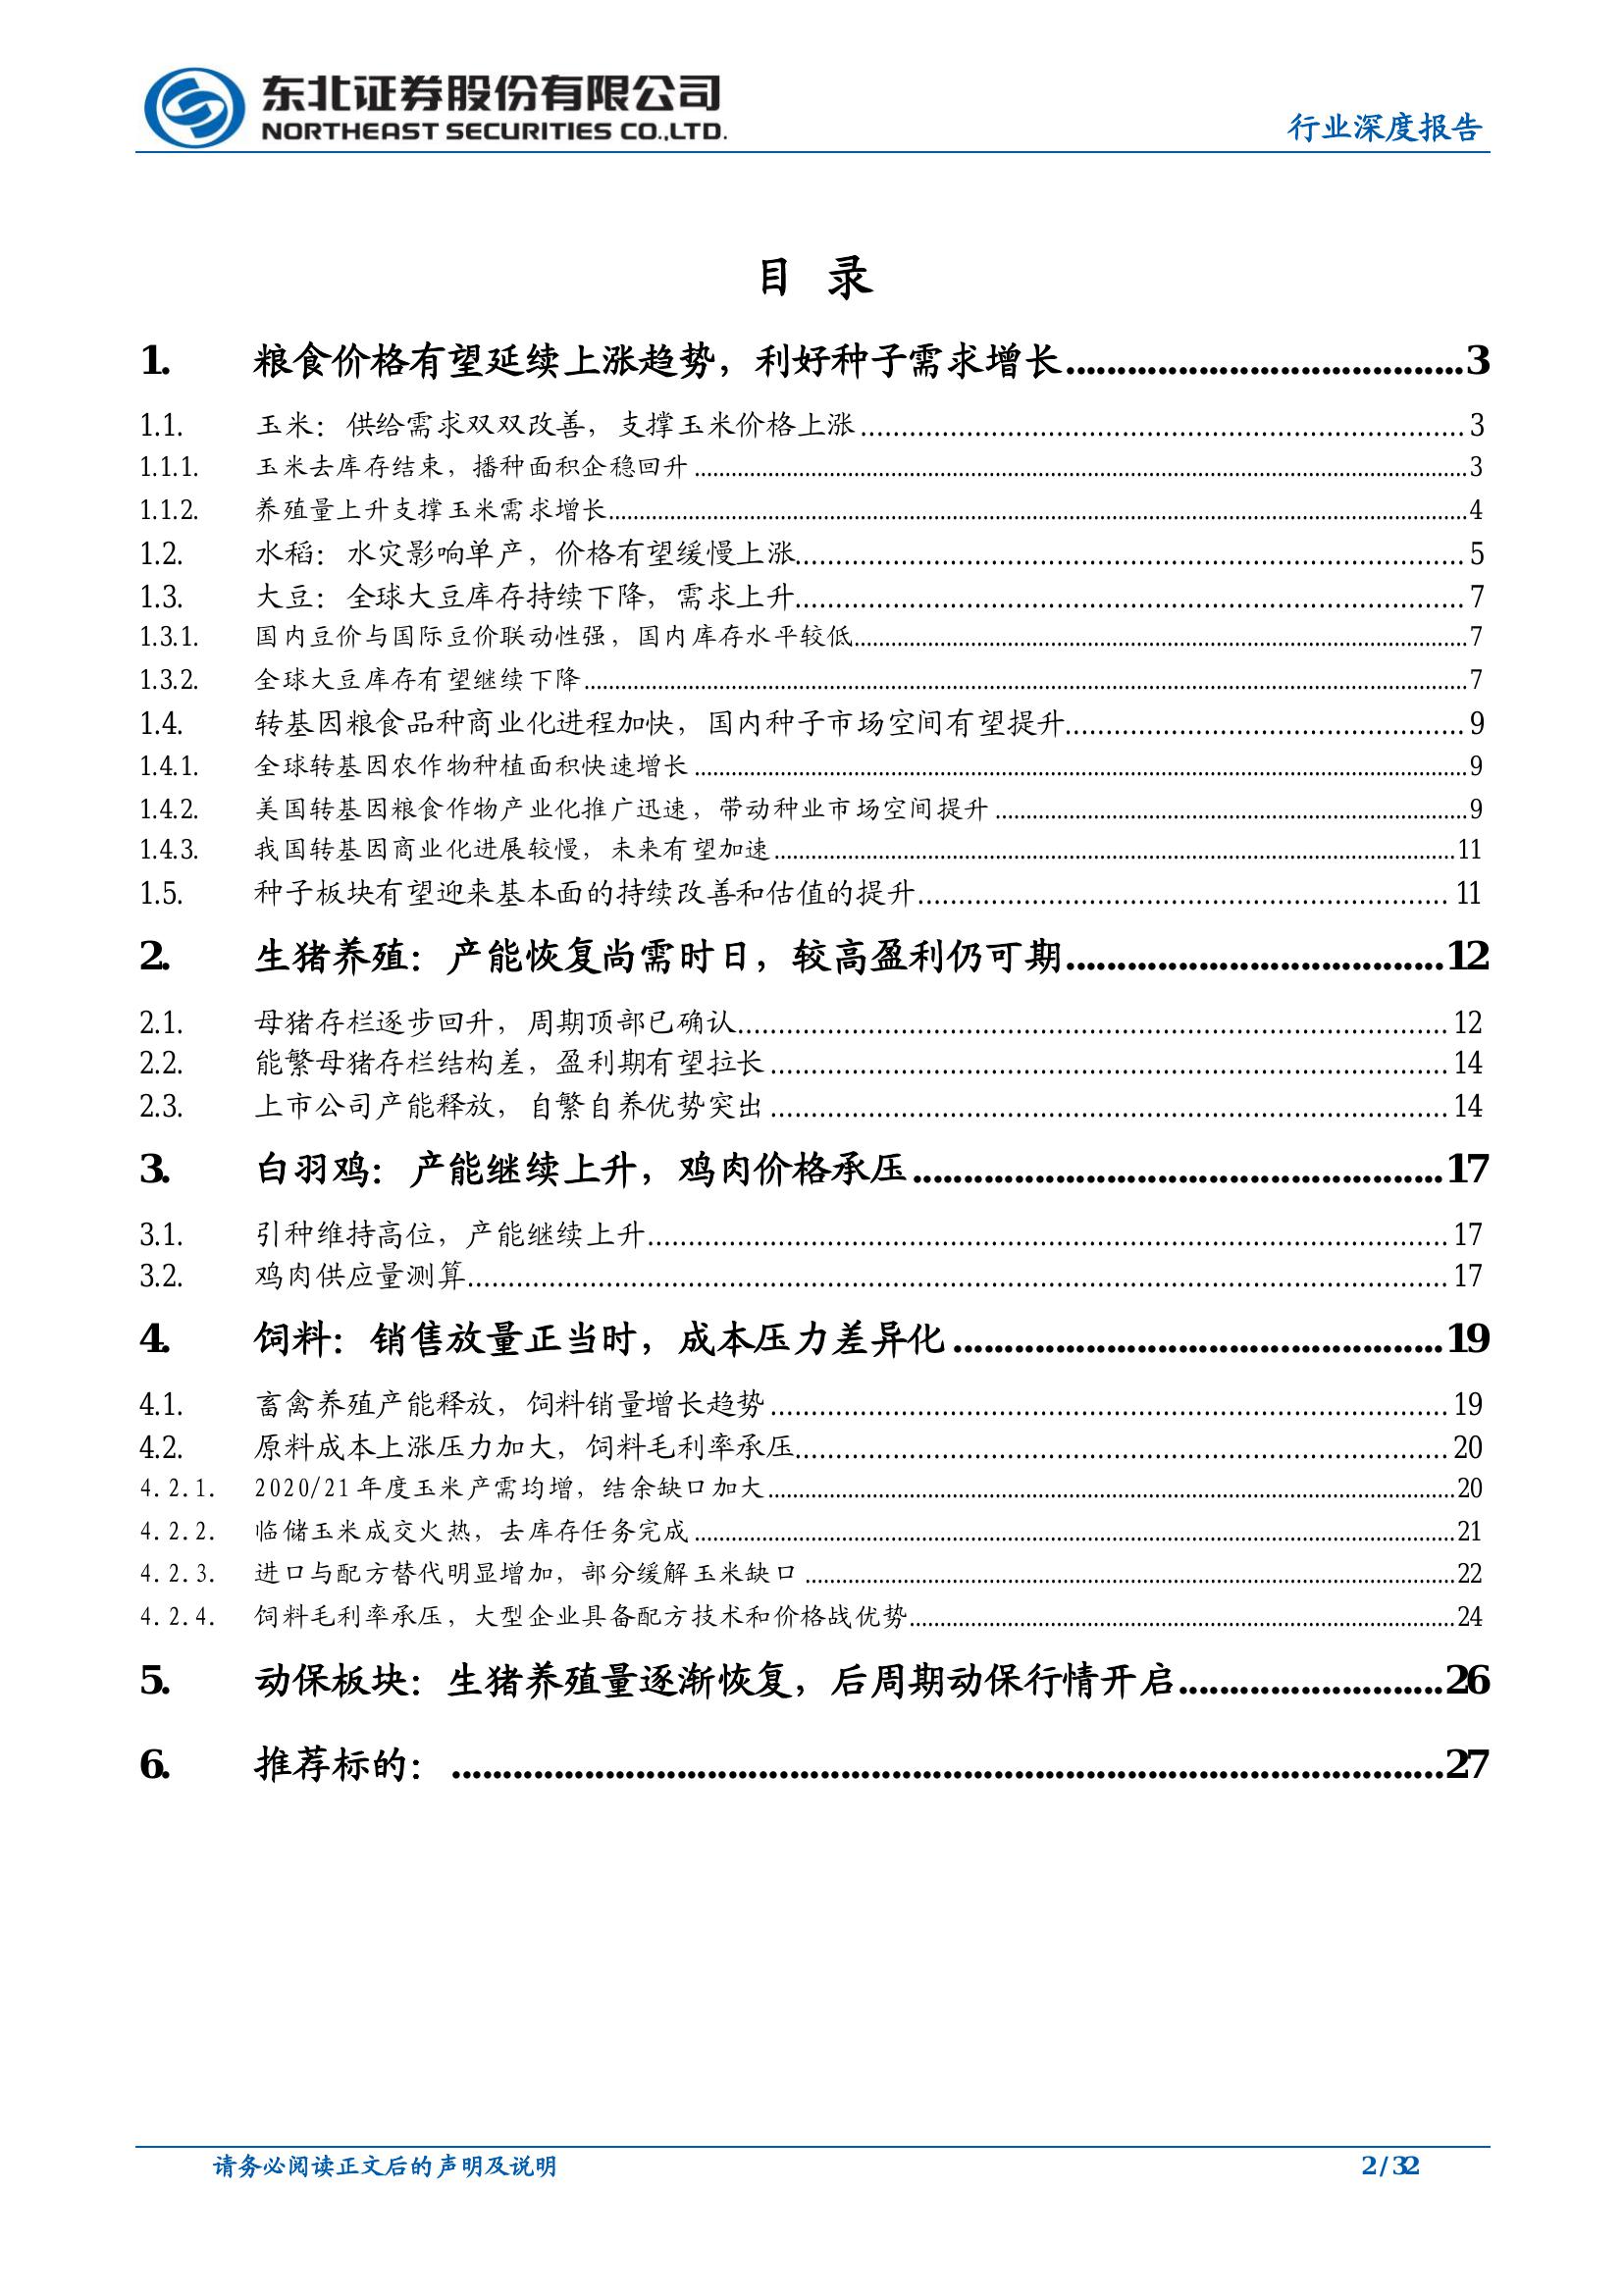 东北证券股份有限公司
NORTHEAST SECURITIES CO.,LTD.
行业深度报告
目 录
1. 粮食价格有望延续上涨趋势，利好种子需求增长.......................................3
1.1. 玉米：供给需求双双改善，支撑玉米价格上涨.......................................3
1.1.1. 玉米去库存结束，播种面积企稳回升.......................................3
1.1.2. 养殖量上升支撑玉米需求增长.......................................4
1.2. 水稻：水灾影响单产，价格有望缓慢上涨.......................................5
1.3. 大豆：全球大豆库存持续下降，需求上升.......................................7
1.3.1. 国内豆价与国际豆价联动性强，国内库存水平较低.......................................7
1.3.2. 全球大豆库存有望继续下降.......................................7
1.4. 转基因粮食品种商业化进程加快，国内种子市场空间有望提升.......................................9
1.4.1. 全球转基因农作物种植面积快速增长.......................................9
1.4.2. 美国转基因粮食作物产业化推广迅速，带动种业市场空间提升.......................................9
1.4.3. 我国转基因商业化进展较慢，未来有望加速.......................................11
1.5. 种子板块有望迎来基本面的持续改善和估值的提升.......................................11
2. 生猪养殖：产能恢复尚需时日，较高盈利仍可期.......................................12
2.1. 母猪存栏逐步回升，周期顶部已确认.......................................12
2.2. 能繁母猪存栏结构差，盈利期有望拉长.......................................14
2.3. 上市公司产能释放，自繁自养优势突出.......................................14
3. 白羽鸡：产能继续上升，鸡肉价格承压.......................................17
3.1. 引种维持高位，产能继续上升.......................................17
3.2. 鸡肉供应量测算.......................................17
4. 饲料：销售放量正当时，成本压力差异化.......................................19
4.1. 畜禽养殖产能释放，饲料销量增长趋势.......................................19
4.2. 原料成本上涨压力加大，饲料毛利率承压.......................................20
4.2.1. 2020/21 年度玉米产需均增，结余缺口加大.......................................20
4.2.2. 临储玉米成交火热，去库存任务完成.......................................21
4.2.3. 进口与配方替代明显增加，部分缓解玉米缺口.......................................22
4.2.4. 饲料毛利率承压，大型企业具备配方技术和价格战优势.......................................24
5. 动保板块：生猪养殖量逐渐恢复，后周期动保行情开启.......................................26
6. 推荐标的：.......................................27
请务必阅读正文后的声明及说明
2 / 32